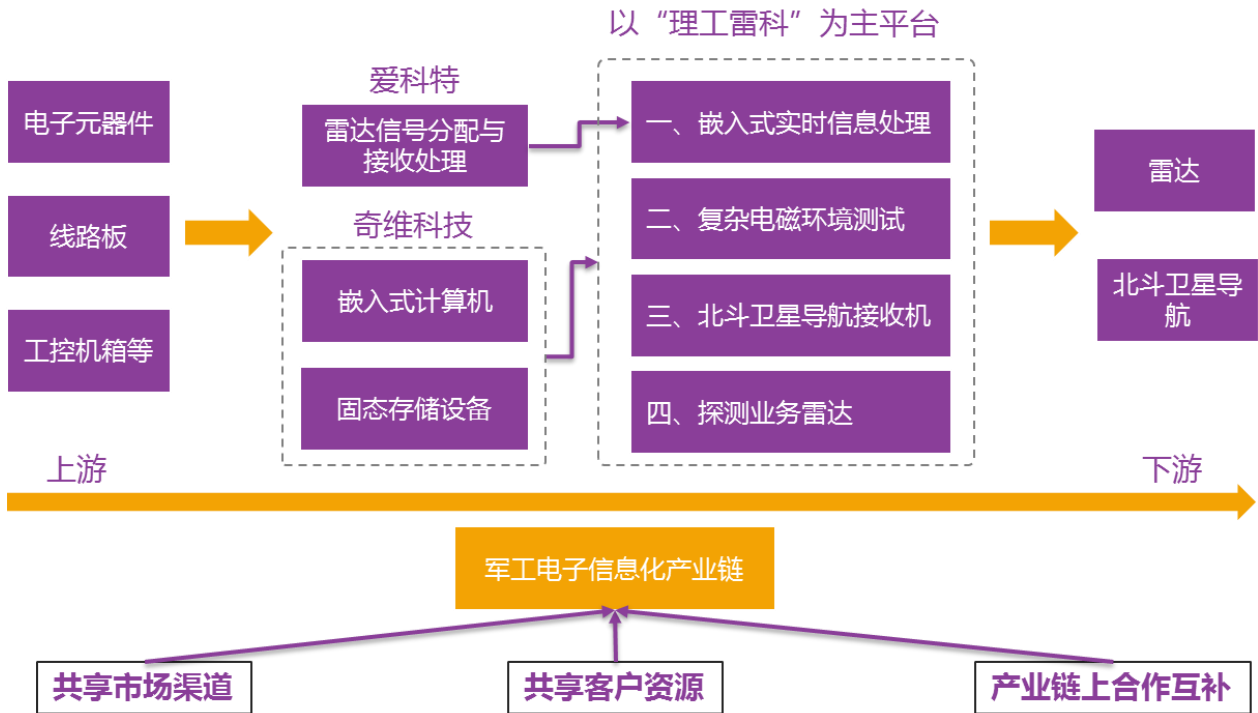 以“理工雷科”为主平台
电子元器件
线路板
工控机箱等
爱科特
雷达信号分配与
接收处理
奇维科技
嵌入式计算机
固态存储设备
一、嵌入式实时信息处理
二、复杂电磁环境测试
三、北斗卫星导航接收机
四、探测业务雷达
雷达
北斗卫星导
航
上游
下游
军工电子信息化产业链
共享市场渠道
共享客户资源
产业链上合作互补